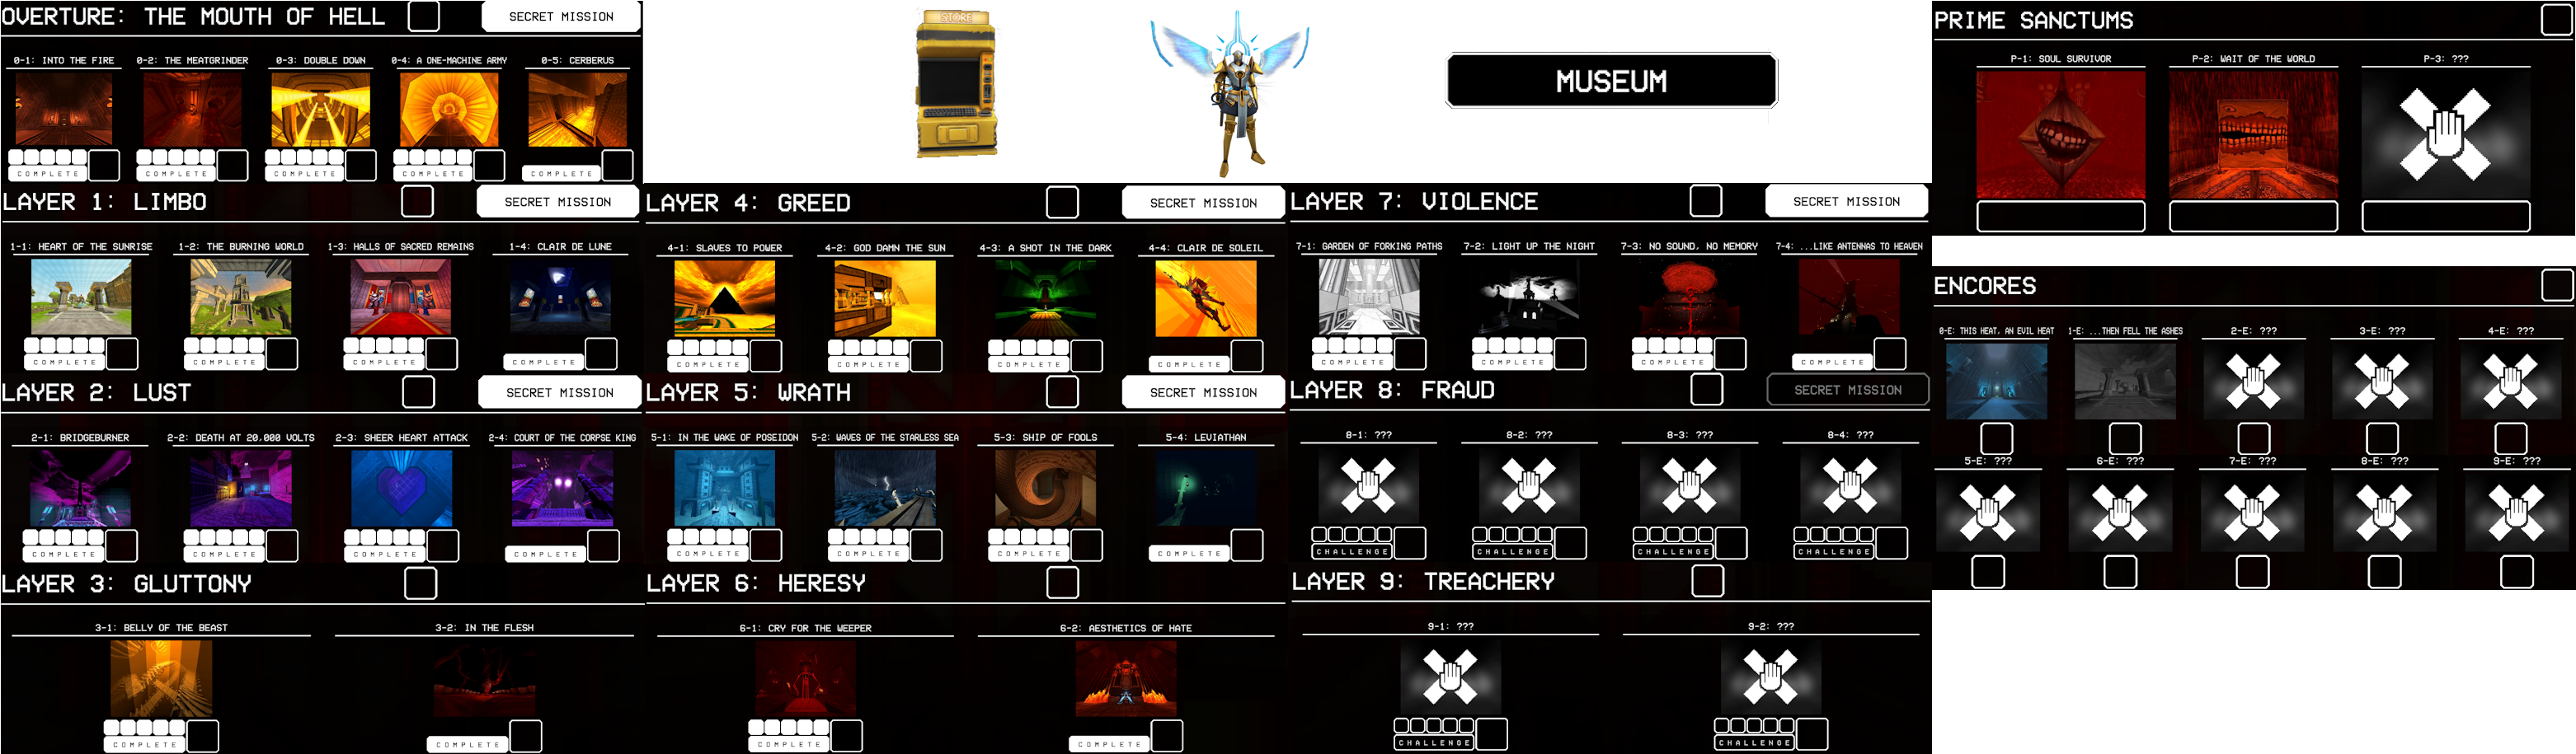 OVERTURE: THE MOUTH OF HELL
SECRET MISSION
0-1: INTO THE FIRE
0-2: THE MEATGRINDER
0-3: DOUBLE DOWN
0-4: A ONE-MACHINE ARMY
0-5: CERBERUS
COMPLETE
COMPLETE
COMPLETE
COMPLETE
COMPLETE
LAYER 1: LIMBO
SECRET MISSION
1-1: HEART OF THE SUNRISE
1-2: THE BURNING WORLD
1-3: HALLS OF SACRED REMAINS
1-4: CLAIR DE LUNE
COMPLETE
COMPLETE
COMPLETE
COMPLETE
LAYER 2: LUST
SECRET MISSION
2-1: BRIDGEBURNER
2-2: DEATH AT 20,000 VOLTS
2-3: SHEER HEART ATTACK
2-4: COURT OF THE CORPSE KING
COMPLETE
COMPLETE
COMPLETE
COMPLETE
LAYER 3: GLUTTONY
3-1: BELLY OF THE BEAST
3-2: IN THE FLESH
COMPLETE
COMPLETE
STORE
MUSEUM
LAYER 4: GREED
SECRET MISSION
4-1: SLAVES TO POWER
4-2: GOD DAMN THE SUN
4-3: A SHOT IN THE DARK
4-4: CLAIR DE SOLEIL
COMPLETE
COMPLETE
COMPLETE
COMPLETE
LAYER 5: WRATH
SECRET MISSION
5-1: IN THE WAKE OF POSEIDON
5-2: WAVES OF THE STARLESS SEA
5-3: SHIP OF FOOLS
5-4: LEVIATHAN
COMPLETE
COMPLETE
COMPLETE
COMPLETE
LAYER 6: HERESY
6-1: CRY FOR THE WEEPER
6-2: AESTHETICS OF HATE
COMPLETE
COMPLETE
LAYER 7: VIOLENCE
SECRET MISSION
7-1: GARDEN OF FORKING PATHS
7-2: LIGHT UP THE NIGHT
7-3: NO SOUND, NO MEMORY
7-4: ...LIKE ANTENNAS TO HEAVEN
COMPLETE
COMPLETE
COMPLETE
COMPLETE
LAYER 8: FRAUD
SECRET MISSION
8-1: ???
8-2: ???
8-3: ???
8-4: ???
CHALLENGE
CHALLENGE
CHALLENGE
CHALLENGE
LAYER 9: TREACHERY
9-1: ???
9-2: ???
CHALLENGE
CHALLENGE
PRIME SANCTUMS
P-1: SOUL SURVIVOR
P-2: WAIT OF THE WORLD
P-3: ???
ENCORES
0-E: THIS HEAT, AN EVIL HEAT
1-E: ...THEN FELL THE ASHES
2-E: ???
3-E: ???
4-E: ???
5-E: ???
6-E: ???
7-E: ???
8-E: ???
9-E: ???